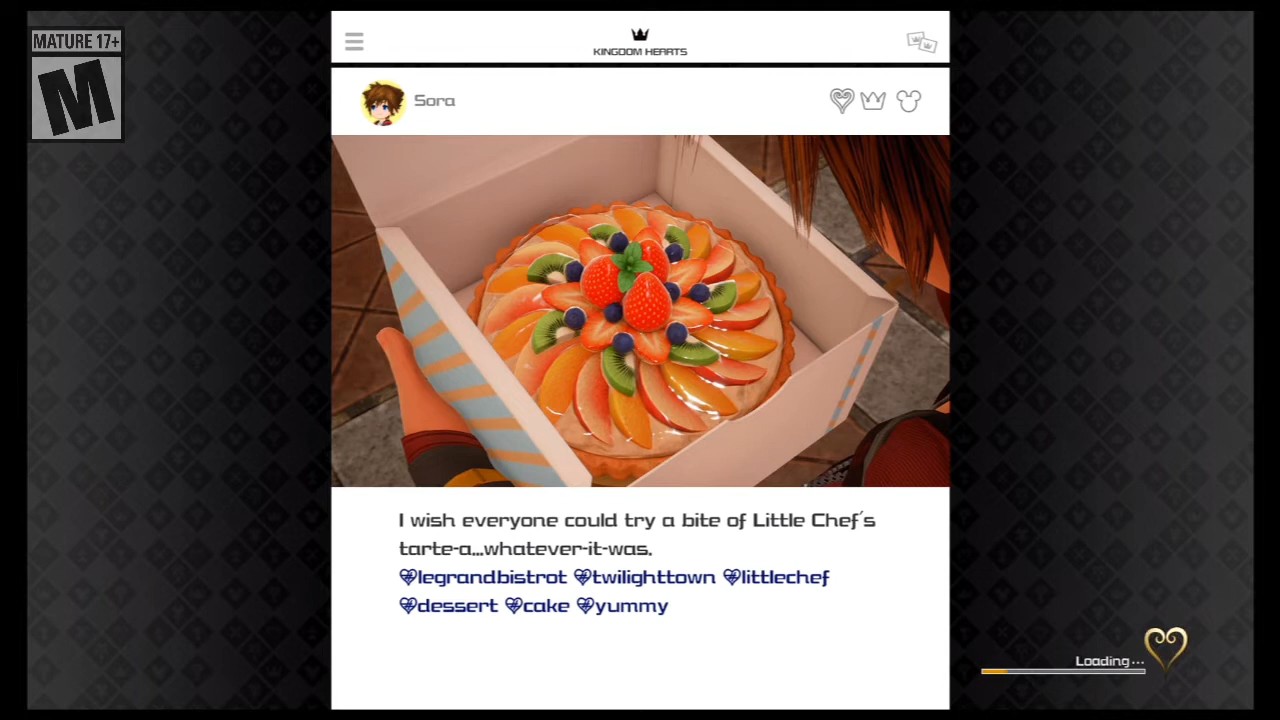 MATURE 17+
M
KINGDOM HEARTS
Sora
I wish everyone could try a bite of Little Chef's
tarte-a...whatever-it-was.
legrandbistrot twilighttown littlechef
dessert cake yummy
Loading...